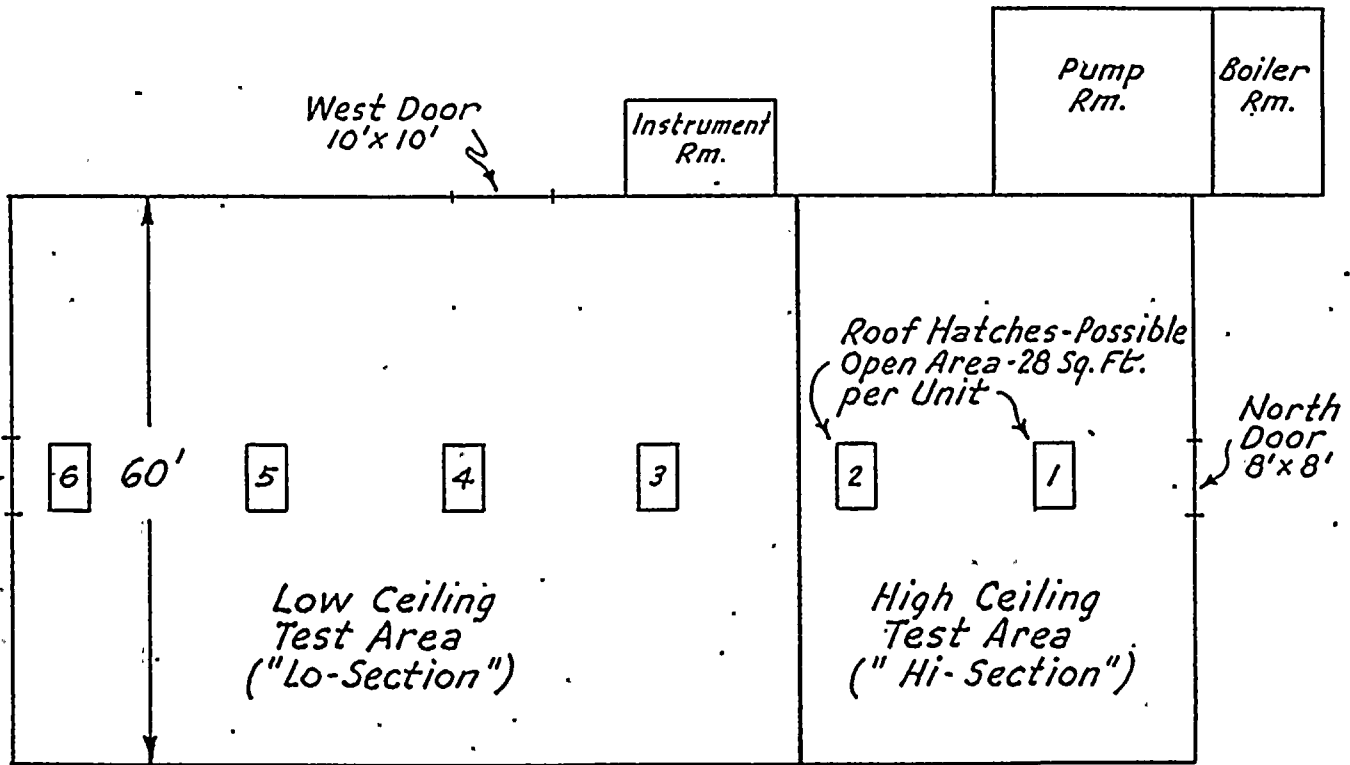 Pump
Rm.
Boiler
Rm.
West Door
10'x 10'
Instrument
Rm.
Roof Hatches-Possible
Open Area-28 Sq. Ft.
per Unit
North
Door
8'x 8'
6
60'
5
4
3
2
1
Low Ceiling
Test Area
("Lo-Section")
High Ceiling
Test Area
("Hi-Section")